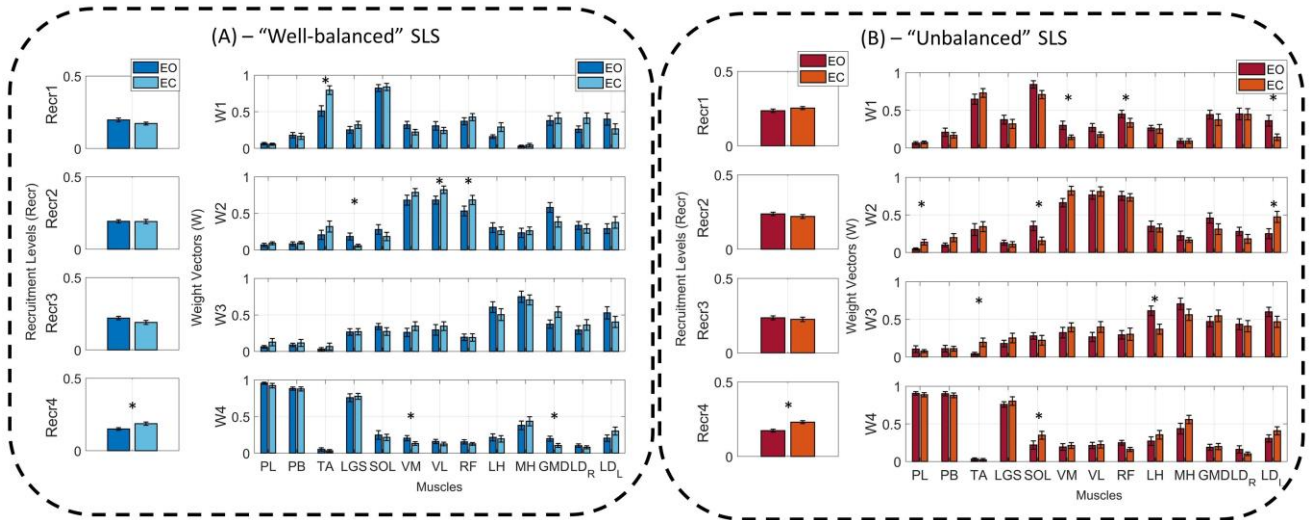 (A) – “Well-balanced” SLS
Recruitment Levels (Recr)
Weight Vectors (W)
EO
EC
EO
EC
0.5
Recr1
0
*
1
W1
0.5
0
0.5
Recr2
0
*
*
*
1
W2
0.5
0
0.5
Recr3
0
1
W3
0.5
0
0.5
Recr4
*
0
*
*
1
W4
0.5
0
PL PB TA LGS SOL VM VL RF LH MH GMD LDR LDL
Muscles
(B) – “Unbalanced” SLS
Recruitment Levels (Recr)
Weight Vectors (W)
EO
EC
EO
EC
0.5
Recr1
0
*
*
*
1
W1
0.5
0
0.5
Recr2
0
*
*
*
1
W2
0.5
0
0.5
Recr3
0
*
*
1
W3
0.5
0
0.5
Recr4
*
0
*
1
W4
0.5
0
PL PB TA LGS SOL VM VL RF LH MH GMD LDR LDL
Muscles